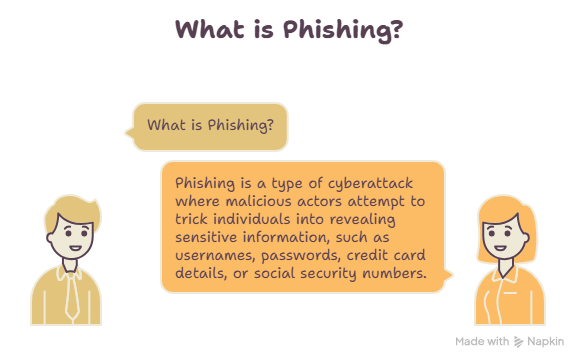 What is Phishing?
What is Phishing?
Phishing is a type of cyberattack
where malicious actors attempt to
trick individuals into revealing
sensitive information, such as
usernames, passwords, credit card
details, or social security numbers.
Made with Napkin